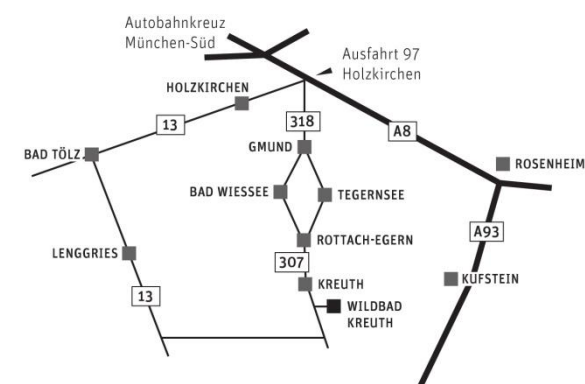 Autobahnkreuz
München-Süd
Ausfahrt 97
Holzkirchen
HOLZKIRCHEN
13
318
A8
GMUND
BAD TÖLZ
ROSENHEIM
BAD WIESSEE
TEGERNSEE
A93
ROTTACH-EGERN
LENGGRIES
307
KUFSTEIN
KREUTH
13
WILDBAD
KREUTH